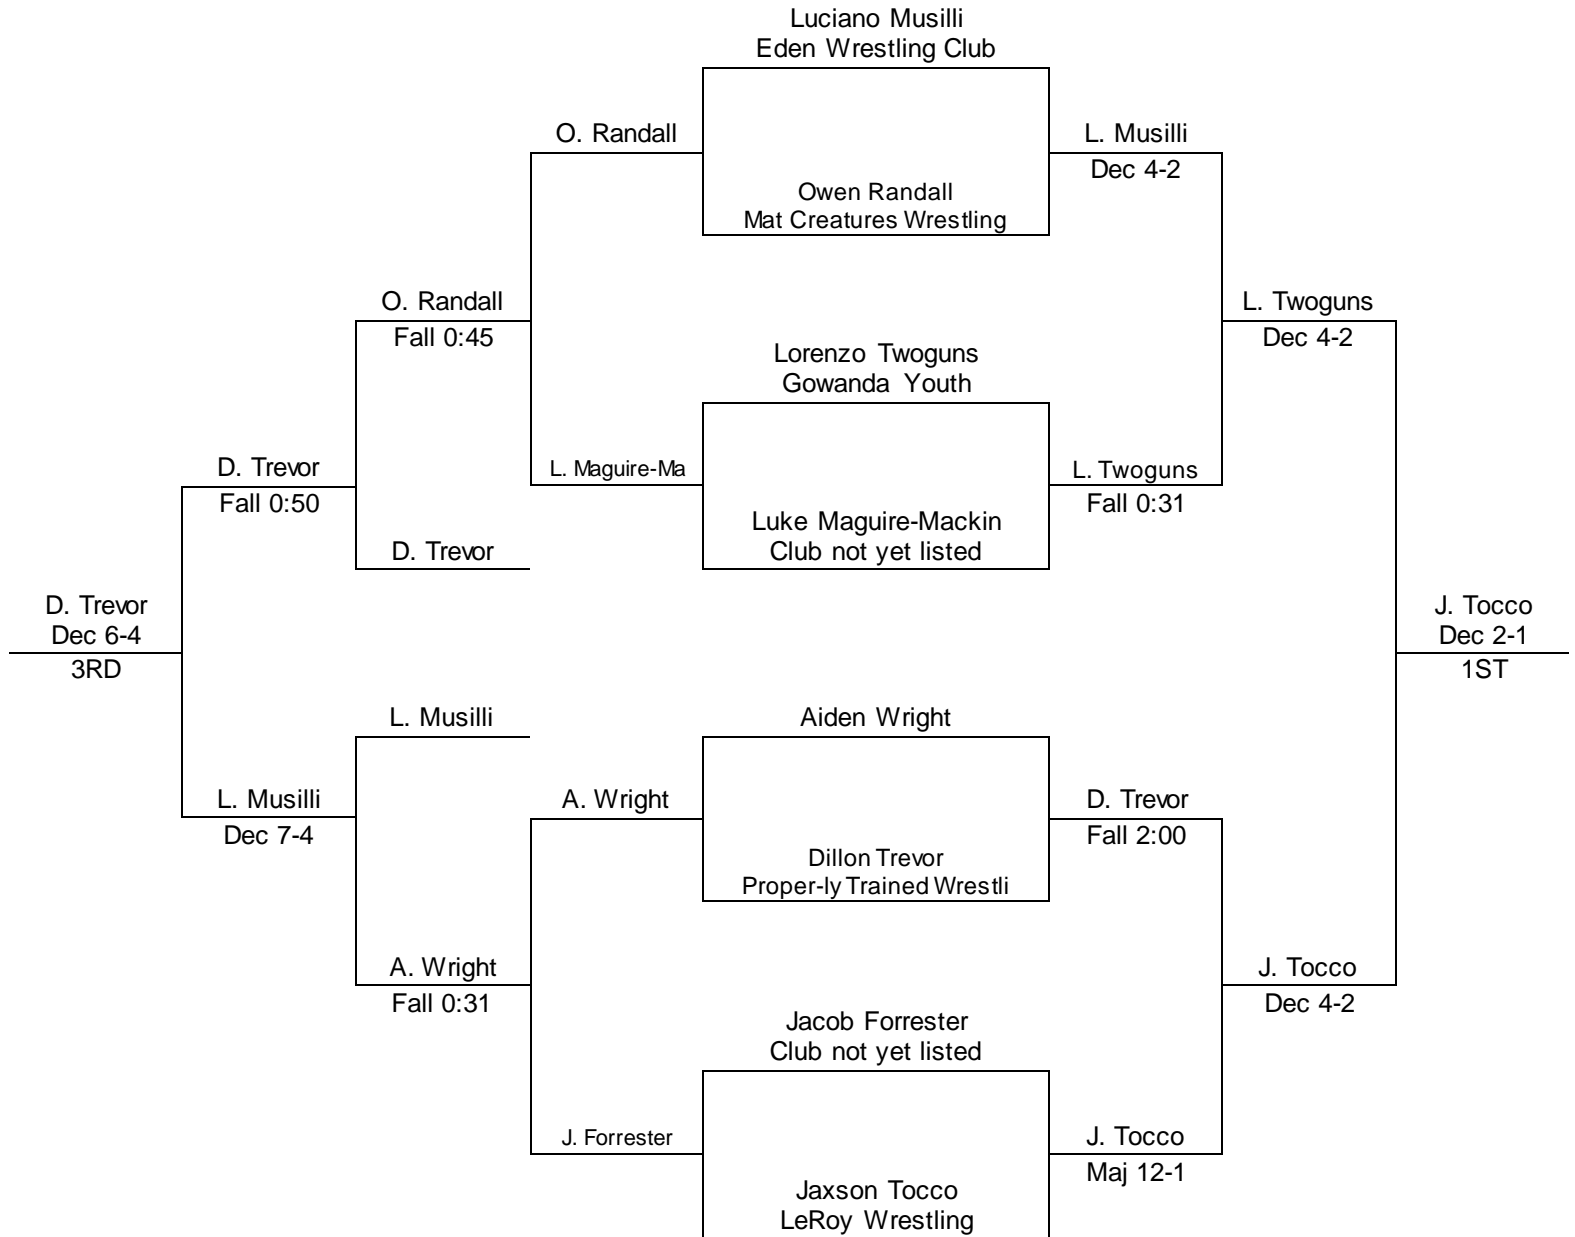 Luciano Musilli
Eden Wrestling Club
O. Randall
L. Musilli
Dec 4-2
Owen Randall
Mat Creatures Wrestling
O. Randall
Fall 0:45
L. Twoguns
Dec 4-2
Lorenzo Twoguns
Gowanda Youth
D. Trevor
Fall 0:50
L. Maguire-Ma
L. Twoguns
Fall 0:31
Luke Maguire-Mackin
Club not yet listed
D. Trevor
D. Trevor
Dec 6-4
3RD
J. Tocco
Dec 2-1
1ST
L. Musilli
Aiden Wright
L. Musilli
Dec 7-4
A. Wright
D. Trevor
Fall 2:00
Dillon Trevor
Proper-ly Trained Wrestli
A. Wright
Fall 0:31
J. Tocco
Dec 4-2
Jacob Forrester
Club not yet listed
J. Forrester
J. Tocco
Maj 12-1
Jaxson Tocco
LeRoy Wrestling